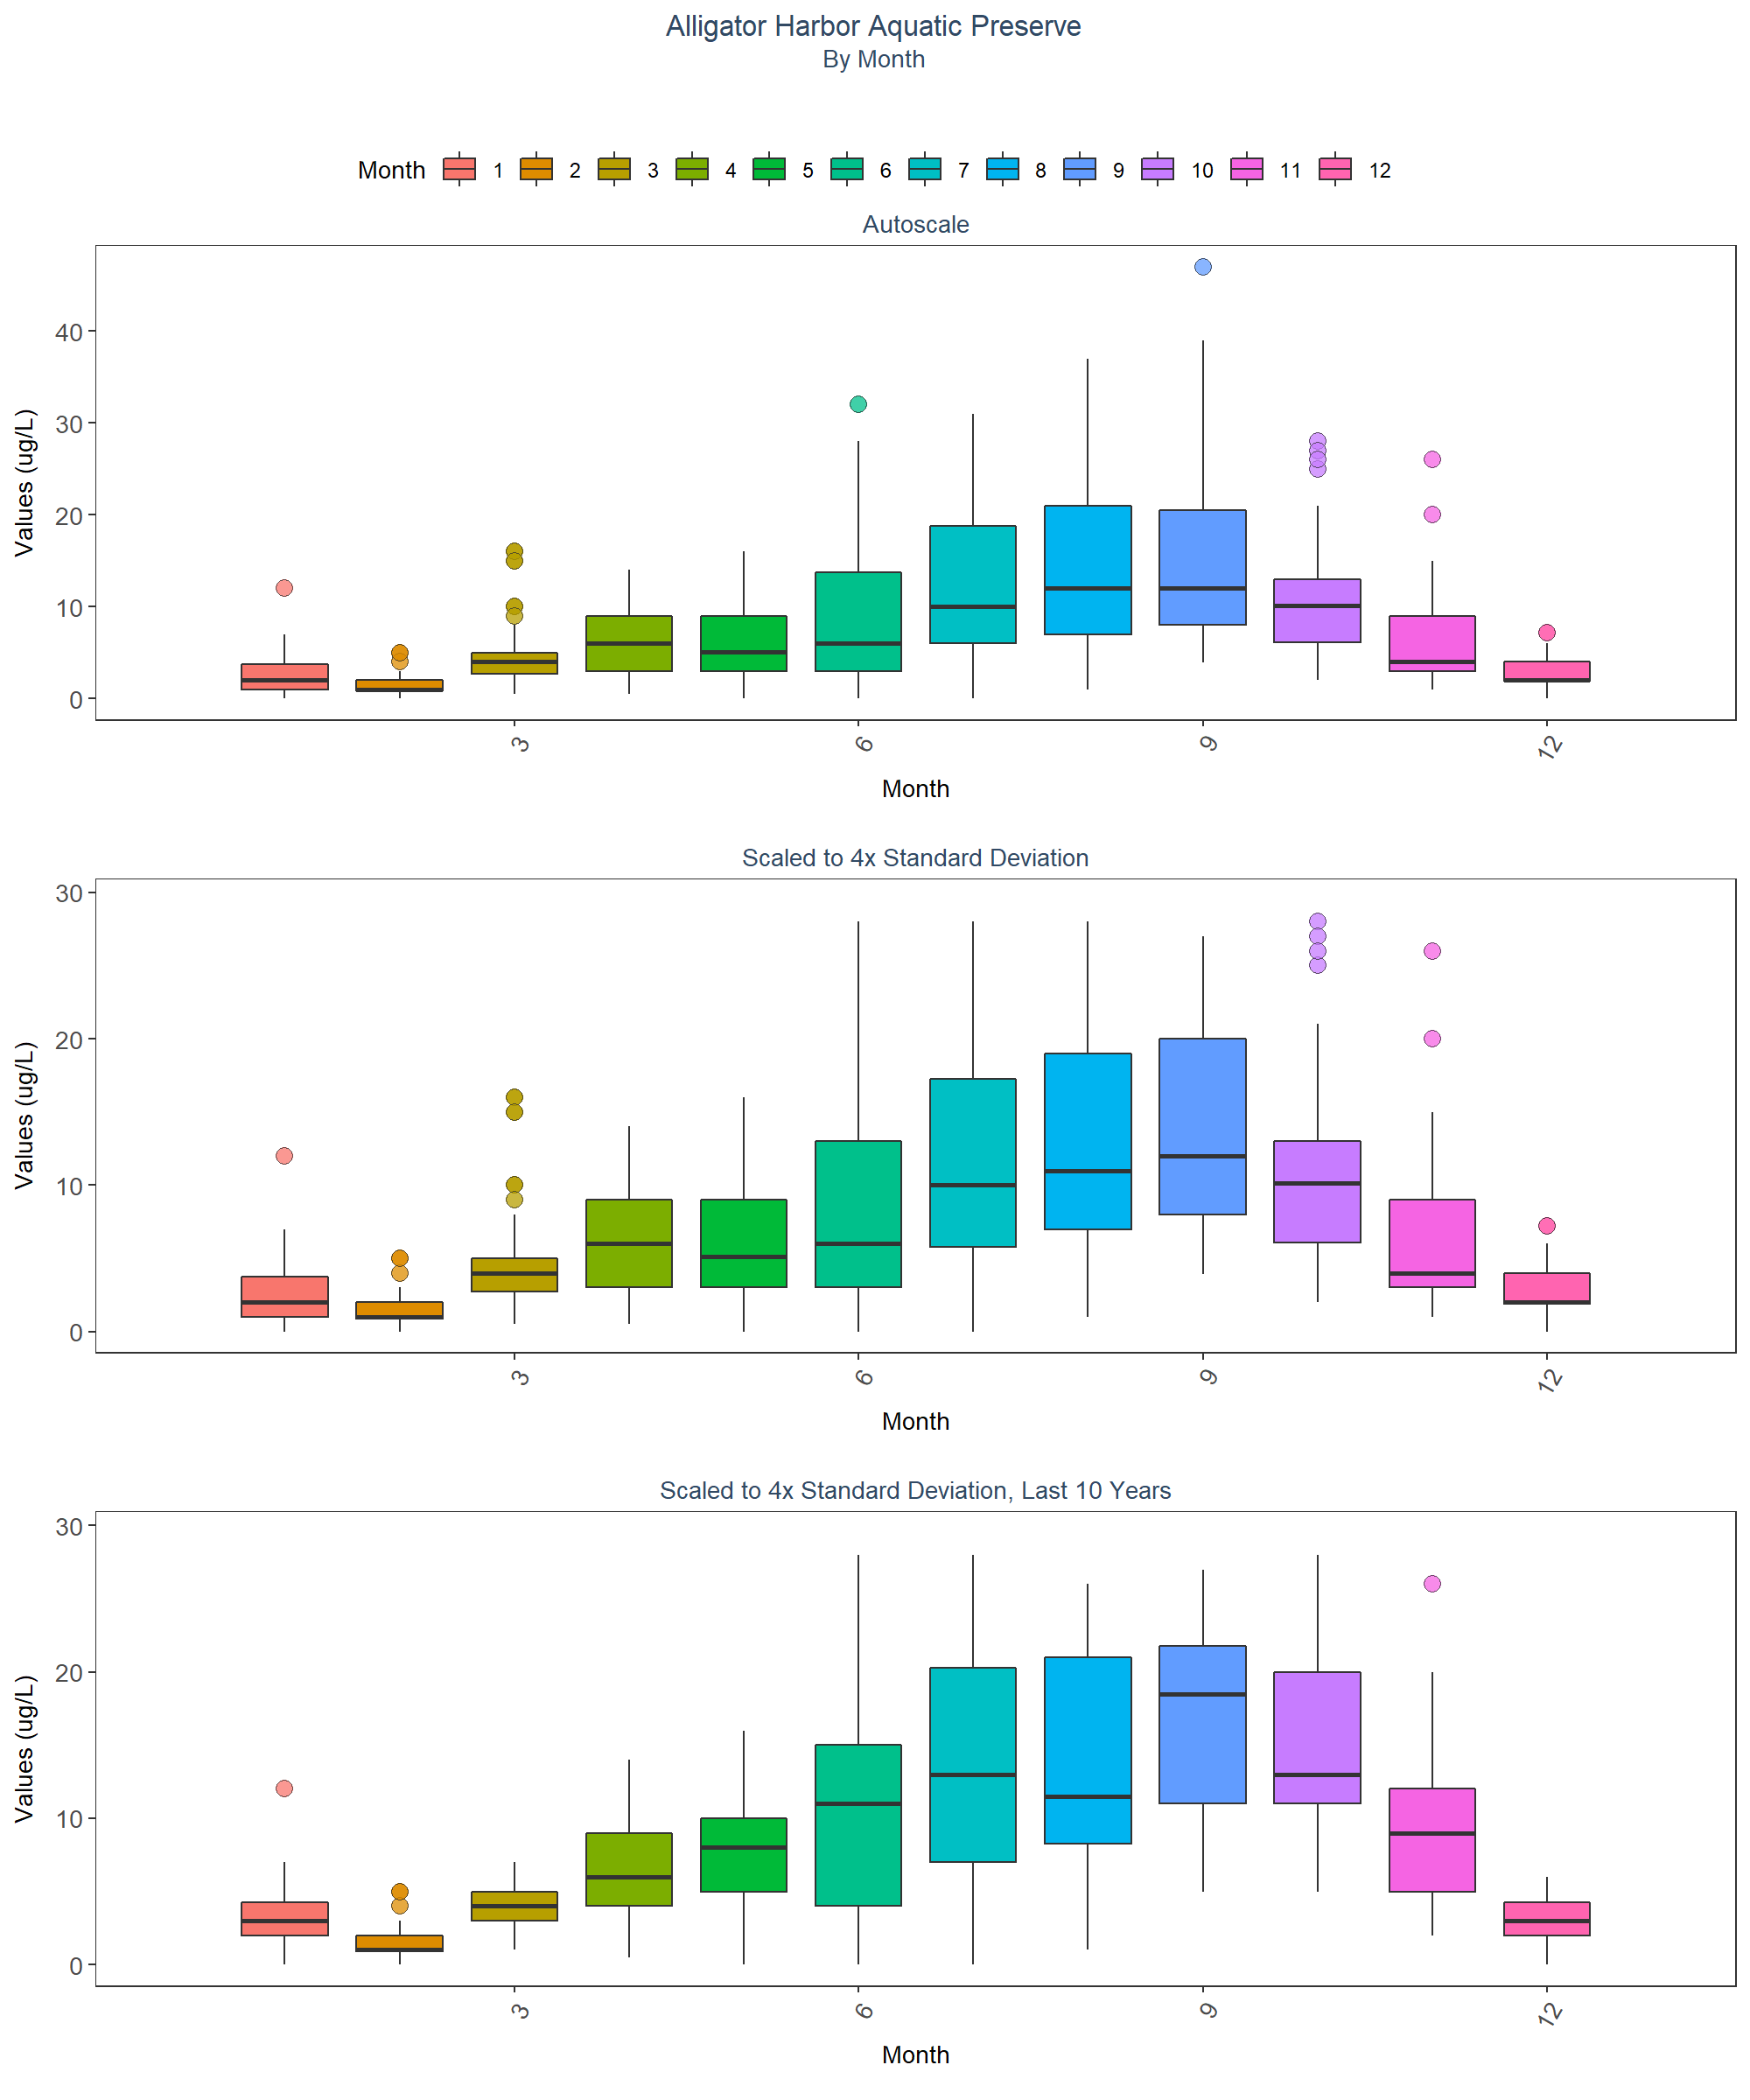 Alligator Harbor Aquatic Preserve
By Month
Month 1 2 3 4 5 6 7 8 9 10 11 12
Autoscale
Values (ug/L)
40
30
20
10
0
3 6 9 12
Month
Scaled to 4x Standard Deviation
Values (ug/L)
30
20
10
0
3 6 9 12
Month
Scaled to 4x Standard Deviation, Last 10 Years
Values (ug/L)
30
20
10
0
3 6 9 12
Month